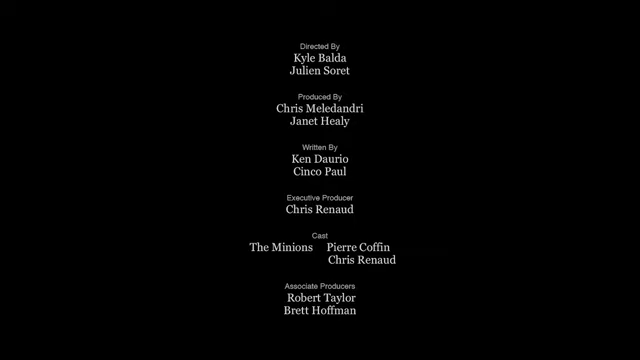 Directed By
Kyle Balda
Julien Soret
Produced By
Chris Meledandri
Janet Healy
Written By
Ken Daurio
Cinco Paul
Executive Producer
Chris Renaud
Cast
The Minions Pierre Coffin
Chris Renaud
Associate Producers
Robert Taylor
Brett Hoffman